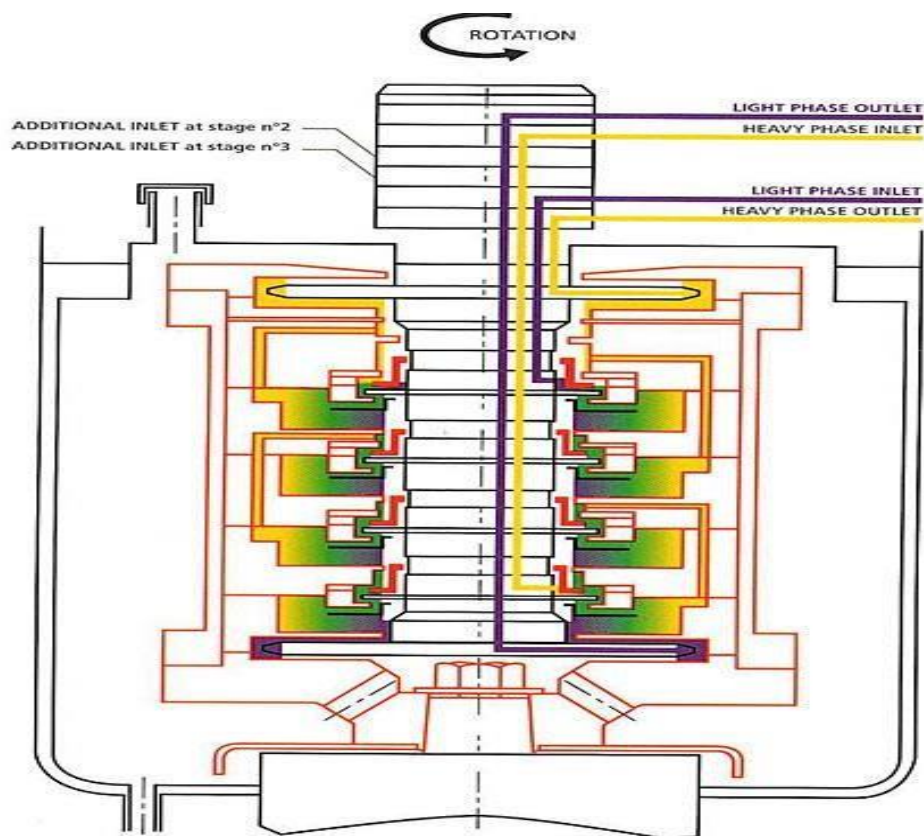 ROTATION
LIGHT PHASE OUTLET
HEAVY PHASE INLET
ADDITIONAL INLET at stage n°2
ADDITIONAL INLET at stage n°3
LIGHT PHASE INLET
HEAVY PHASE OUTLET